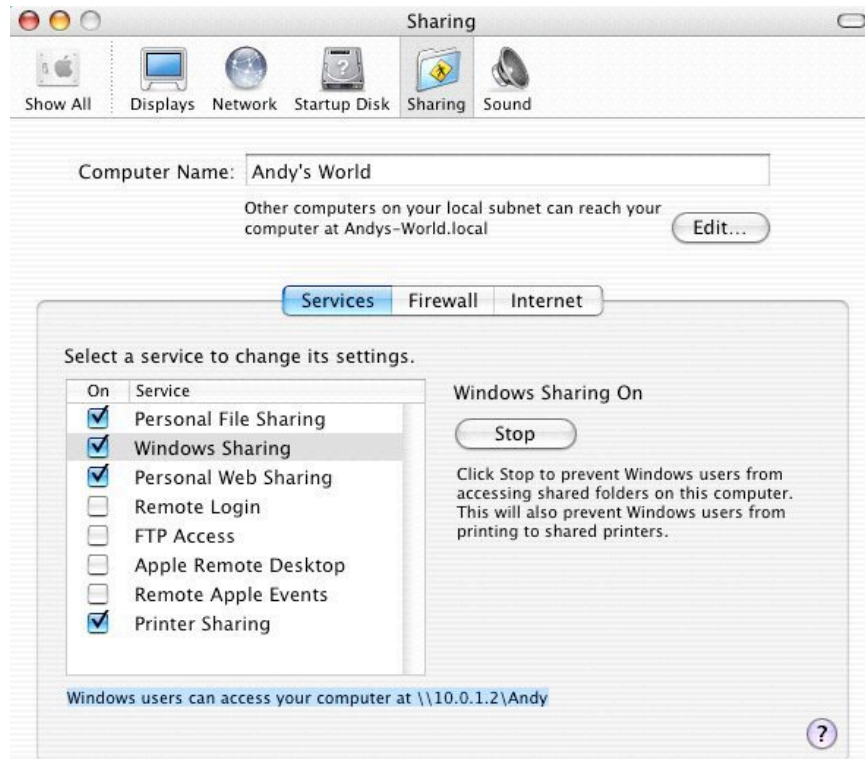 Sharing
Show All Displays Network Startup Disk Sharing Sound
Computer Name: Andy's World
Other computers on your local subnet can reach your
computer at Andys-World.local
Edit...
Services Firewall Internet
Select a service to change its settings.
On Service
Personal File Sharing
Windows Sharing
Personal Web Sharing
Remote Login
FTP Access
Apple Remote Desktop
Remote Apple Events
Printer Sharing
Windows Sharing On
Stop
Click Stop to prevent Windows users from
accessing shared folders on this computer.
This will also prevent Windows users from
printing to shared printers.
Windows users can access your computer at \\10.0.1.2\Andy
?